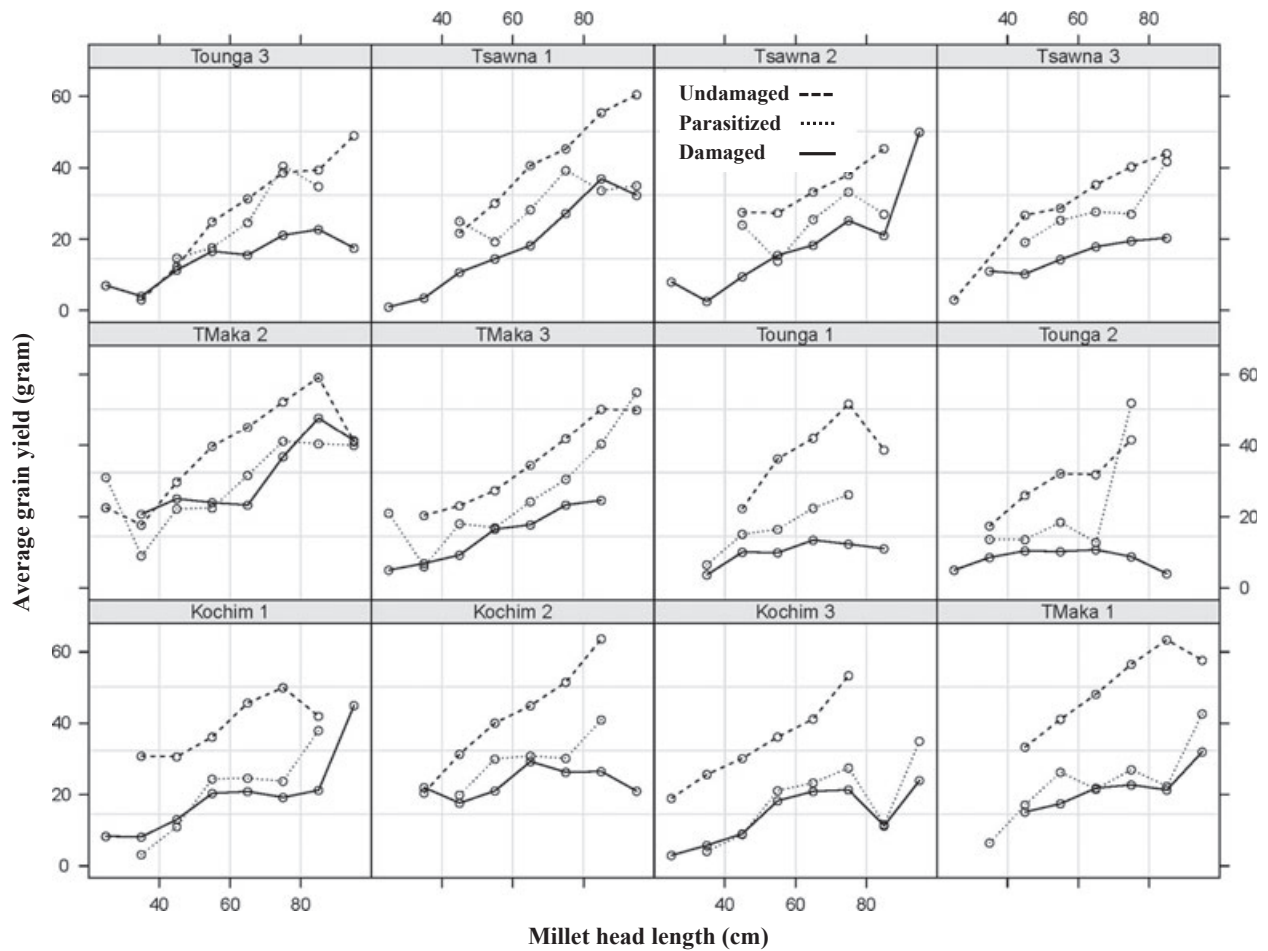 40 80
Tounga 3 Tsawna 1 Tsawna 2 Tsawna 3
Undamaged
Parasitized
Damaged
60
40
20
0
TMaka 2 TMaka 3 Tounga 1 Tounga 2
60
40
20
0
Kochim 1 Kochim 2 Kochim 3 TMaka 1
60
40
20
0
40 80 40 60 80
40 60 80 40 80
Average grain yield (gram)
Millet head length (cm)